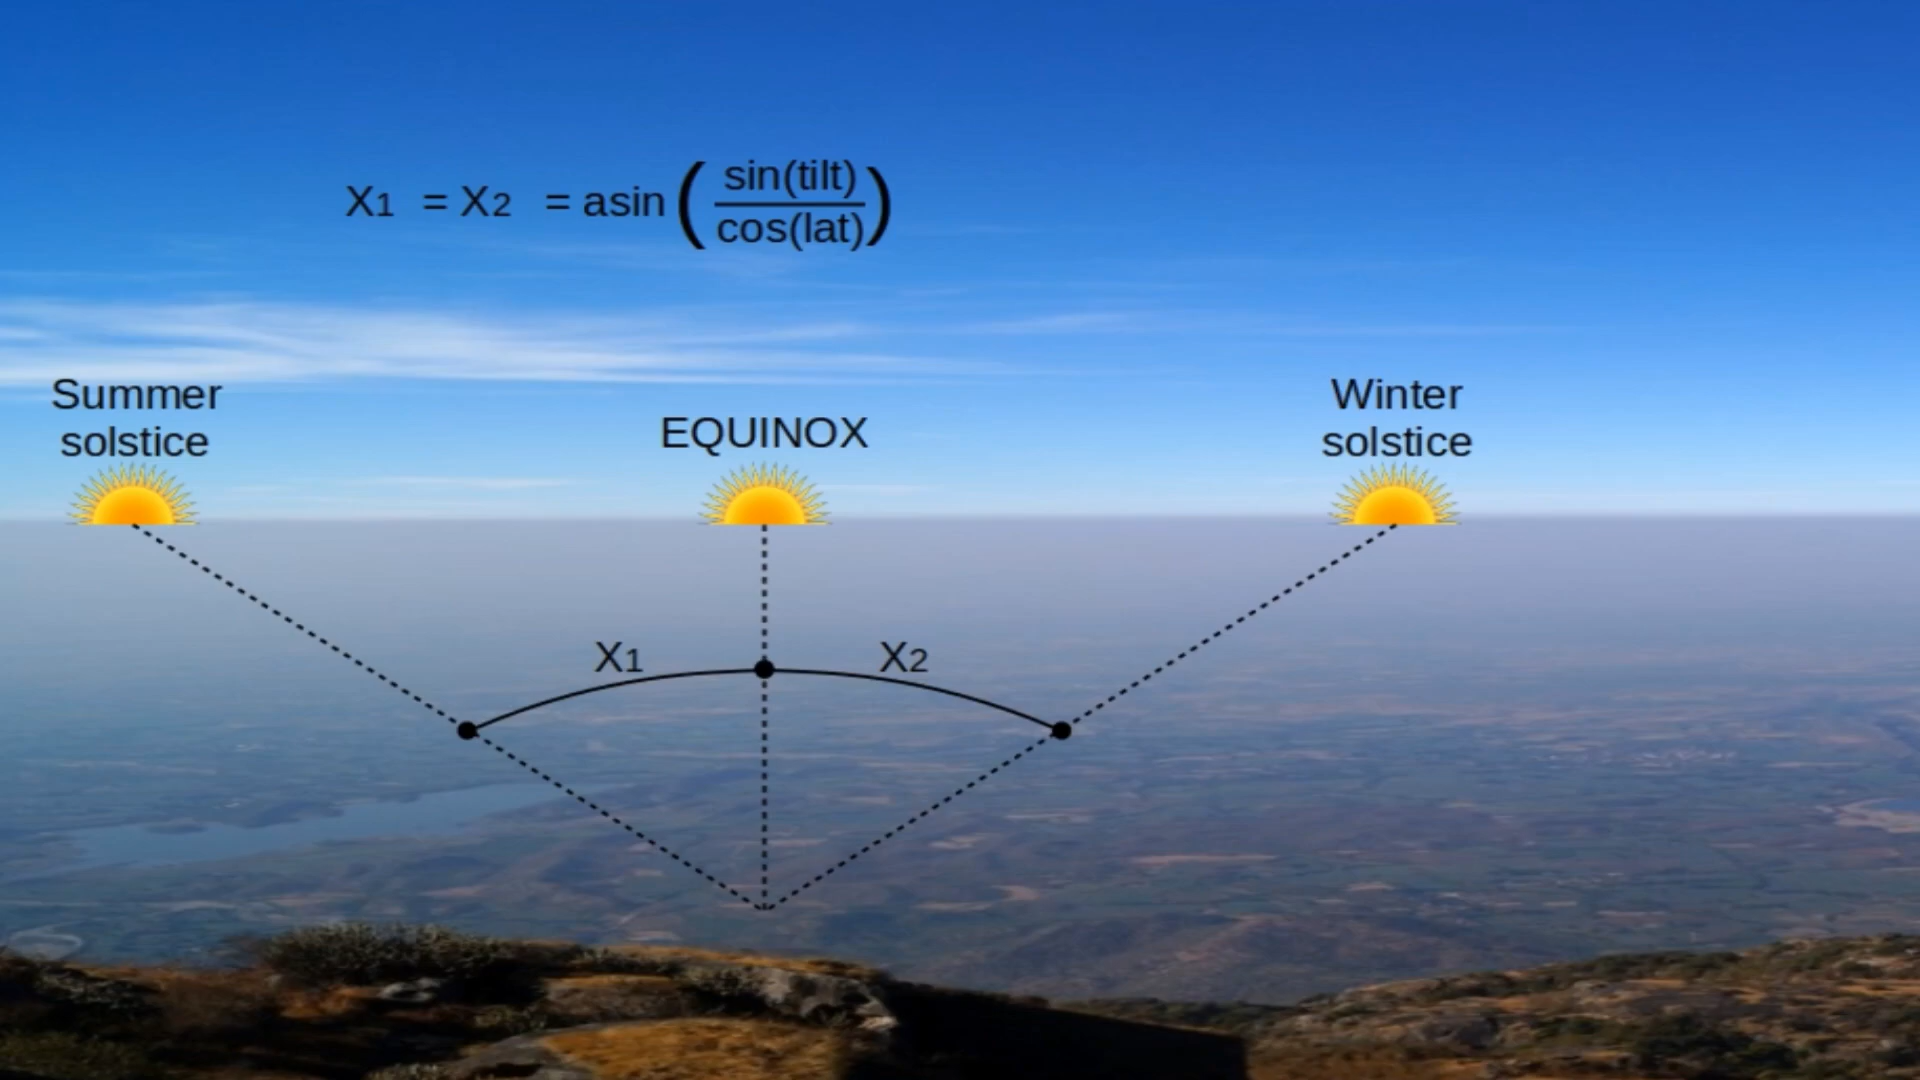 X1 = X2 = asin ( sin(tilt) / cos(lat) )
Summer
solstice
EQUINOX
Winter
solstice
X1
X2